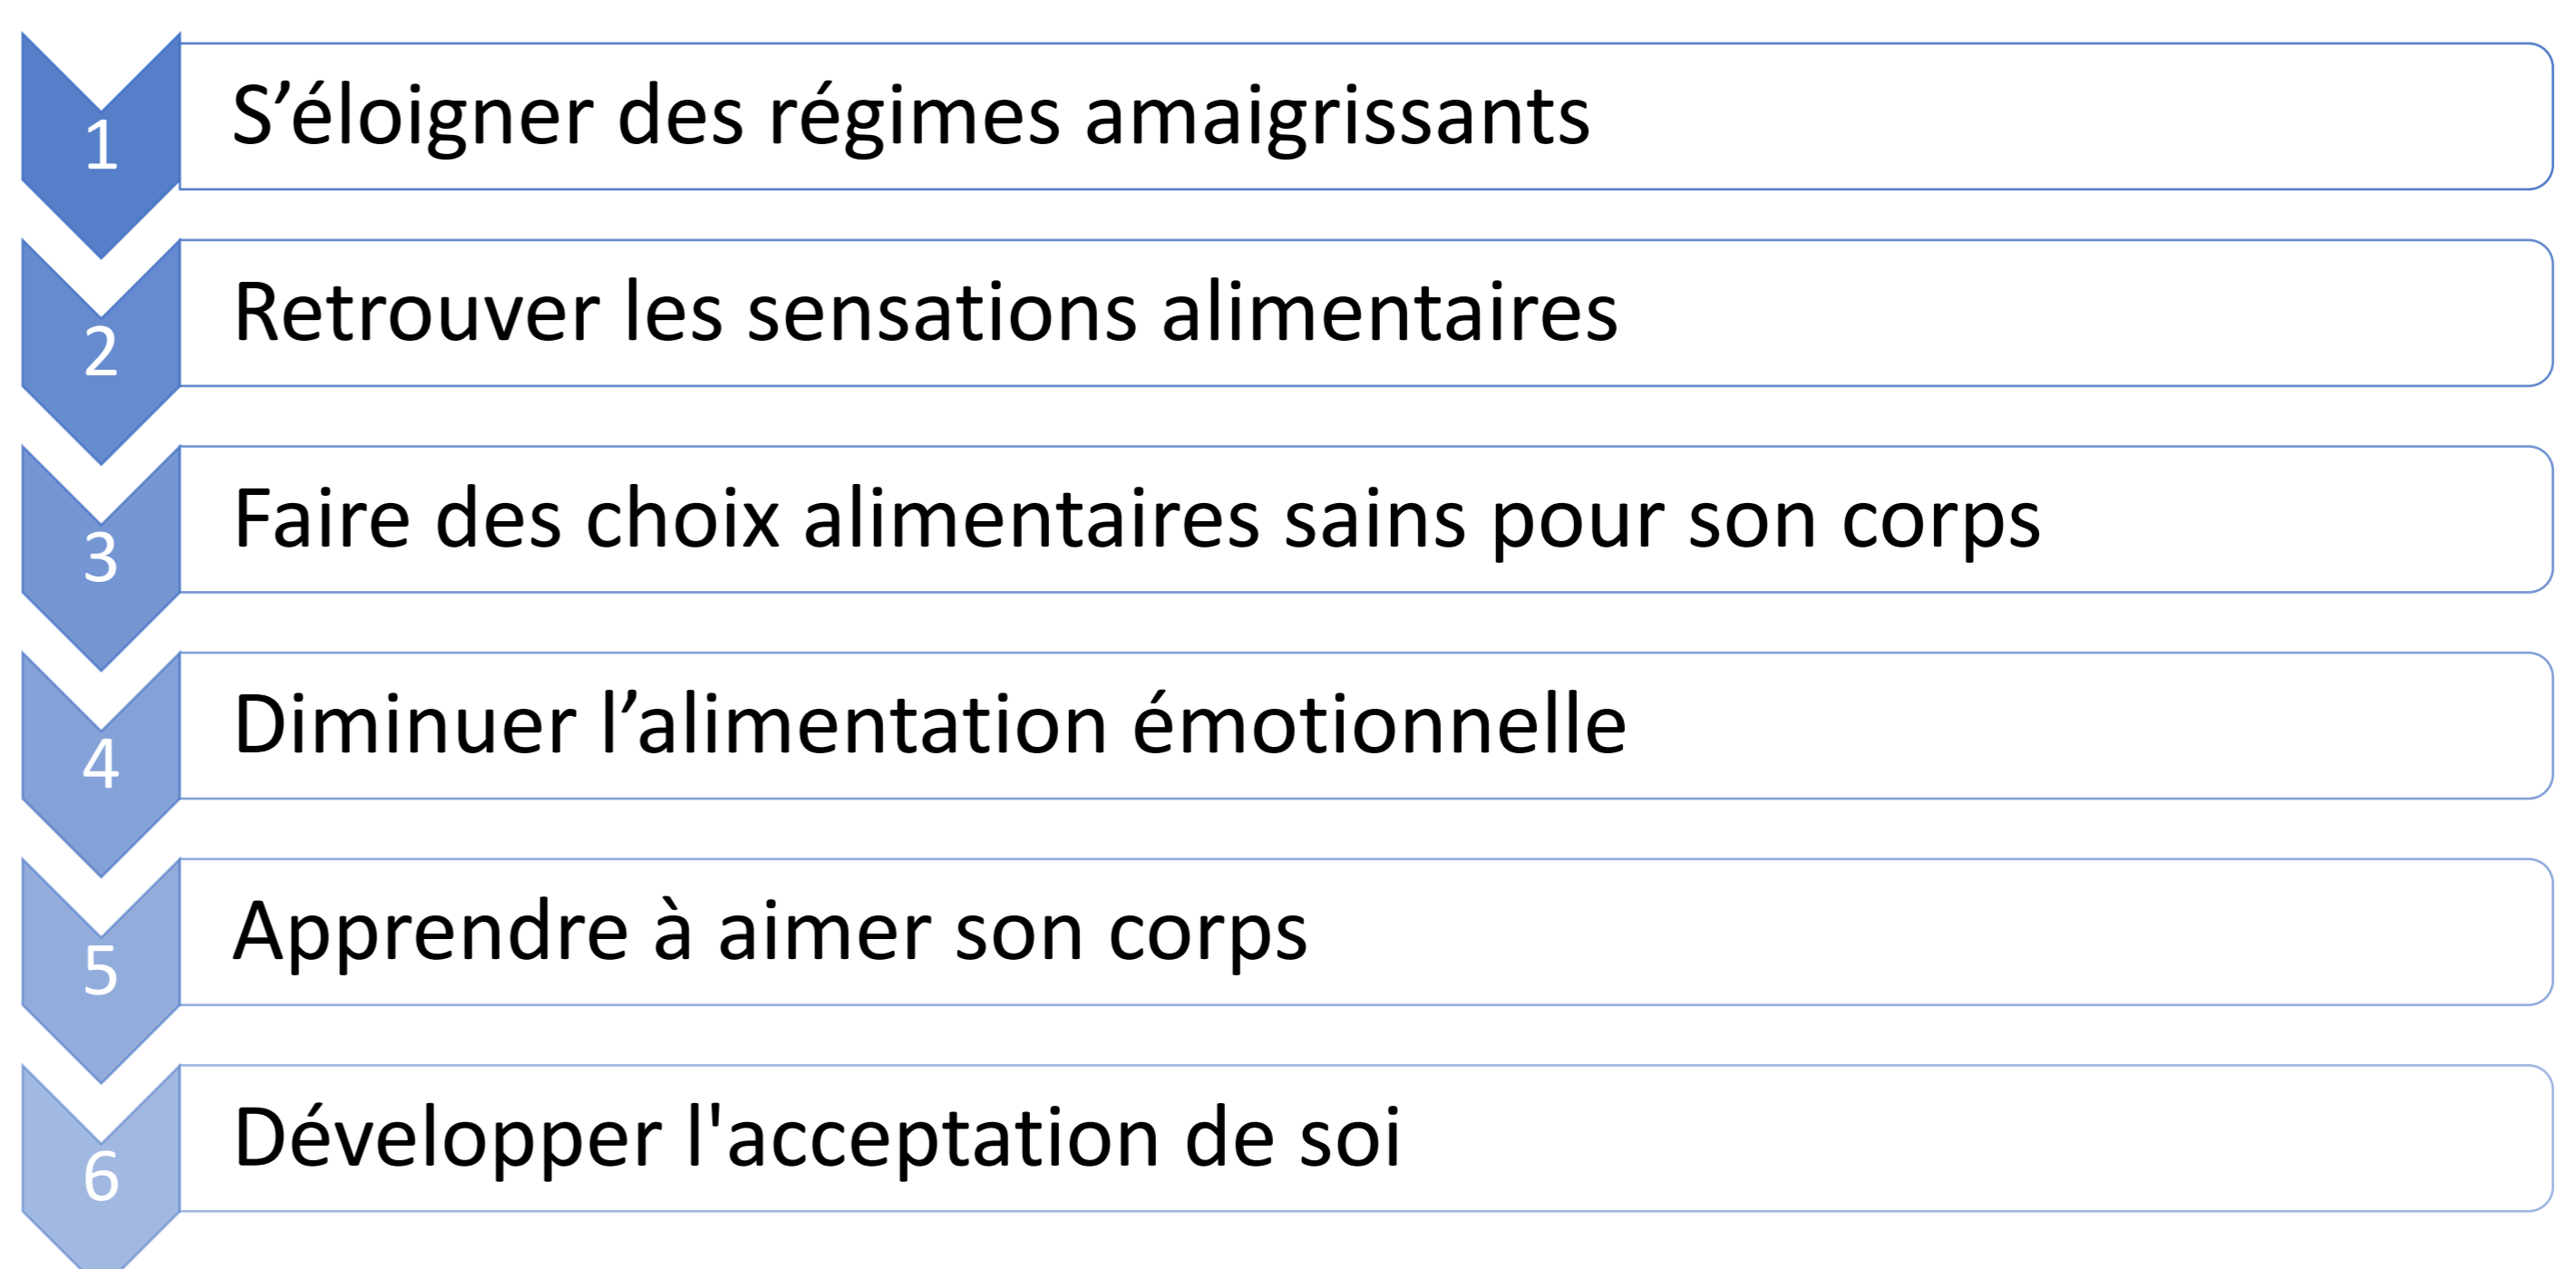 1 S’éloigner des régimes amaigrissants
2 Retrouver les sensations alimentaires
3 Faire des choix alimentaires sains pour son corps
4 Diminuer l’alimentation émotionnelle
5 Apprendre à aimer son corps
6 Développer l'acceptation de soi